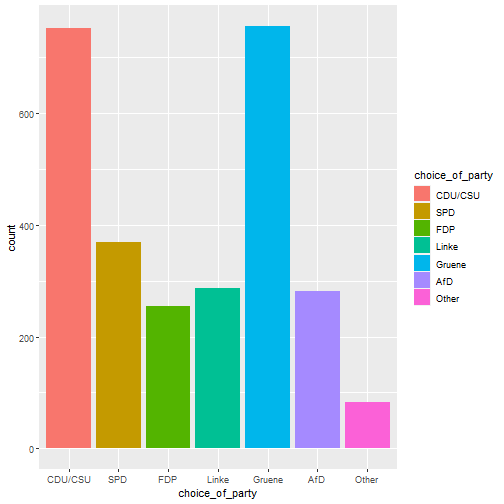 600
400
200
0
count
CDU/CSU SPD FDP Linke Gruene AfD Other
choice_of_party
choice_of_party
CDU/CSU
SPD
FDP
Linke
Gruene
AfD
Other